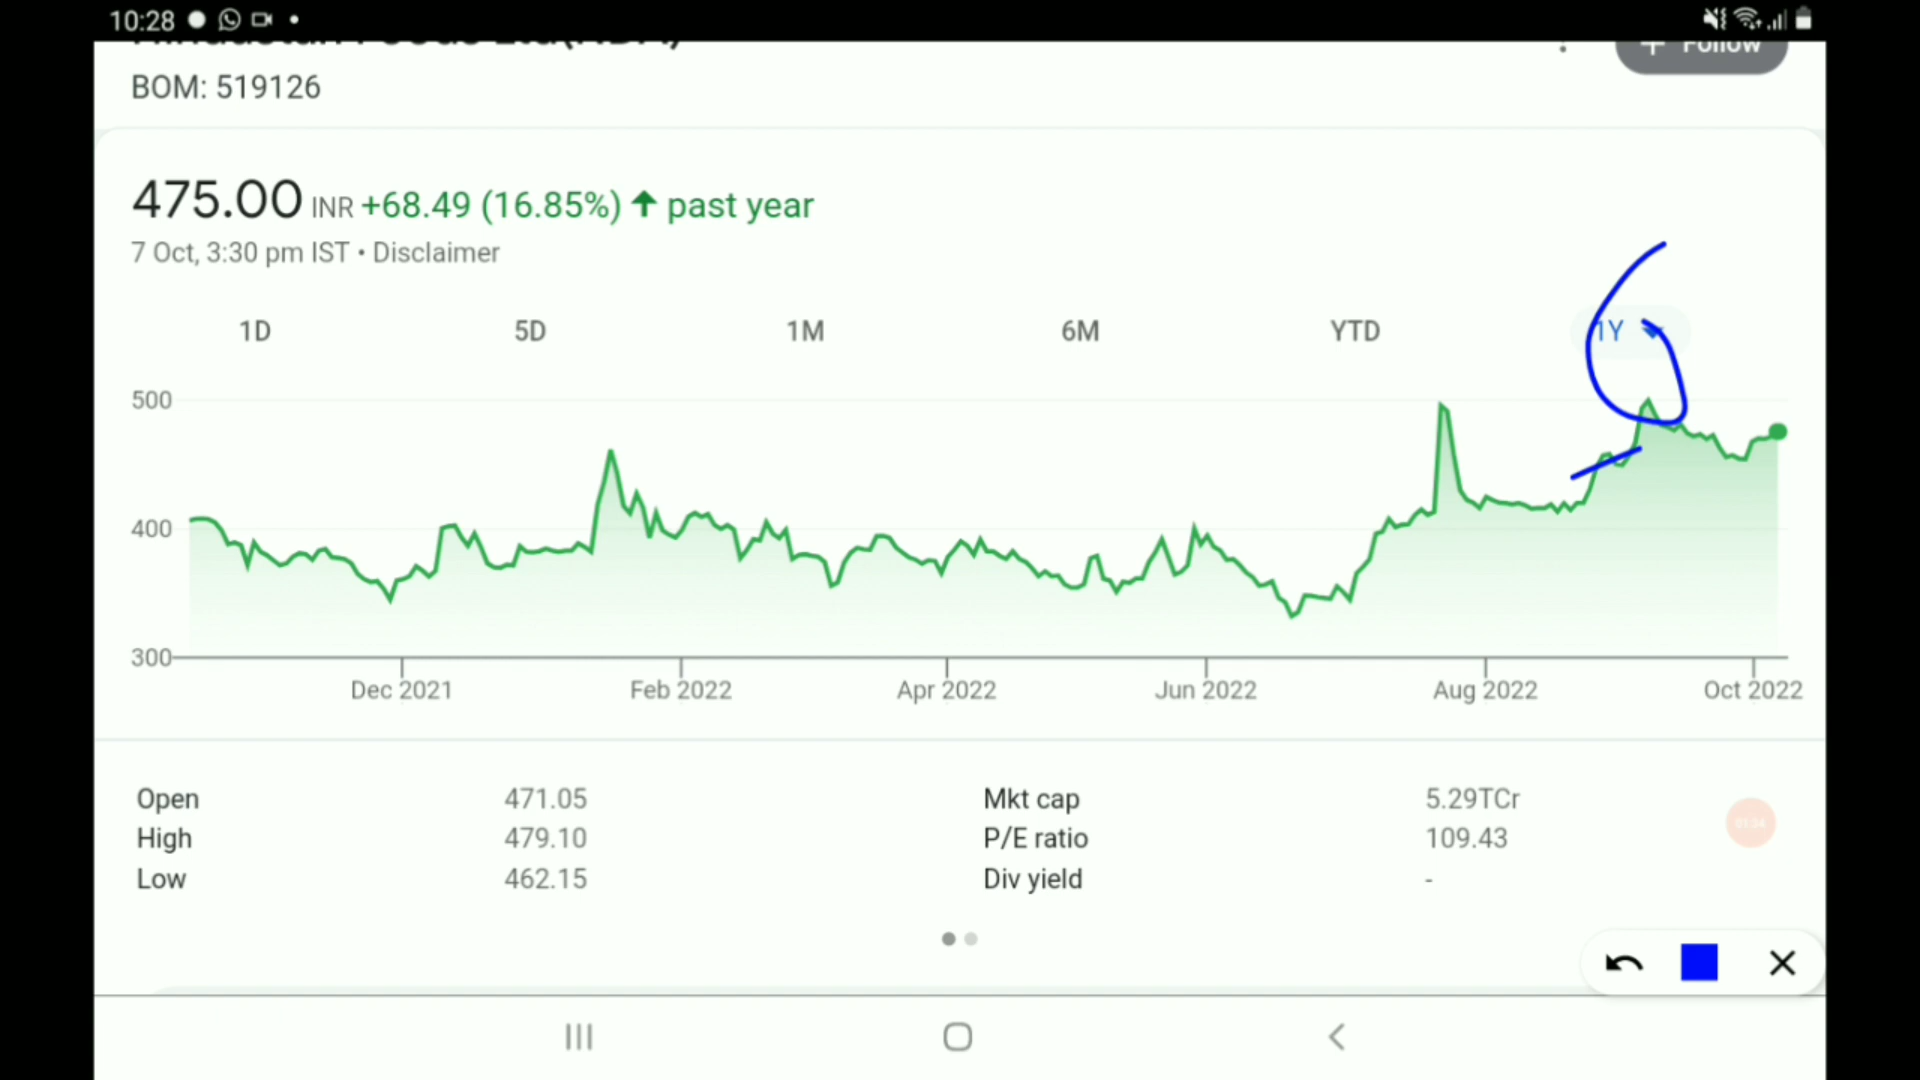 10:28
Follow
BOM: 519126
475.00 INR +68.49 (16.85%) ↑ past year
7 Oct, 3:30 pm IST • Disclaimer
1D 5D 1M 6M YTD 1Y
500
400
300
Dec 2021 Feb 2022 Apr 2022 Jun 2022 Aug 2022 Oct 2022
Open 471.05 Mkt cap 5.29TCr
High 479.10 P/E ratio 109.43
Low 462.15 Div yield -